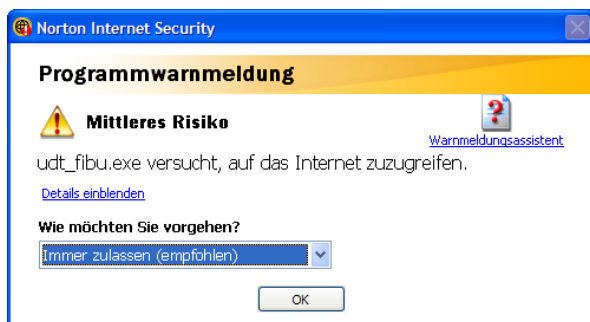 Norton Internet Security
Programmwarnmeldung
Mittleres Risiko
Warnmeldungsassistent
udt_fibu.exe versucht, auf das Internet zuzugreifen.
Details einblenden
Wie möchten Sie vorgehen?
Immer zulassen (empfohlen)
OK